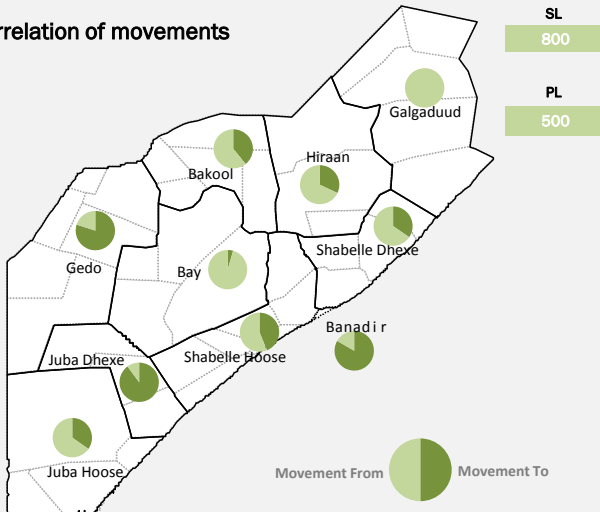 rrelation of movements
SL
800
PL
500
Galgaduud
Hiraan
Bakool
Shabelle Dhexe
Gedo
Bay
Banadir
Shabelle Hoose
Juba Dhexe
Juba Hoose
Movement From
Movement To